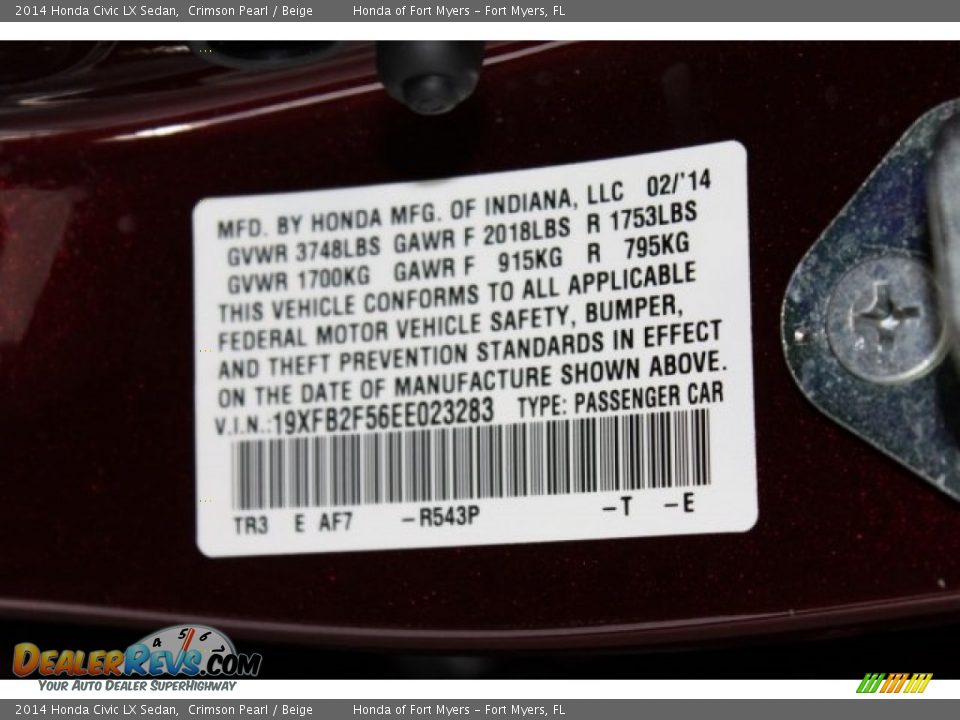 2014 Honda Civic LX Sedan, Crimson Pearl / Beige Honda of Fort Myers - Fort Myers, FL
MFD. BY HONDA MFG. OF INDIANA, LLC 02/'14
GVWR 3748LBS GAWR F 2018LBS R 1753LBS
GVWR 1700KG GAWR F 915KG R 795KG
THIS VEHICLE CONFORMS TO ALL APPLICABLE
FEDERAL MOTOR VEHICLE SAFETY, BUMPER,
AND THEFT PREVENTION STANDARDS IN EFFECT
ON THE DATE OF MANUFACTURE SHOWN ABOVE.
V.I.N.:19XFB2F56EE023283 TYPE: PASSENGER CAR
TR3 E AF7 -R543P -T -E
4 5 6 7
DEALERREVS.COM
YOUR AUTO DEALER SUPERHIGHWAY
2014 Honda Civic LX Sedan, Crimson Pearl / Beige Honda of Fort Myers - Fort Myers, FL